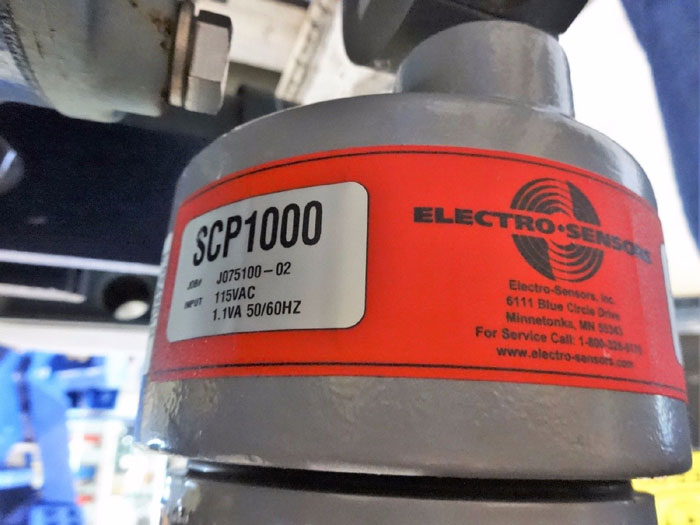 SCP1000
JOB# J075100-02
INPUT 115VAC
1.1VA 50/60HZ
ELECTRO·SENSORS
Electro-Sensors, Inc.
6111 Blue Circle Drive
Minnetonka, MN 55343
For Service Call:
www.electro-sensors.com